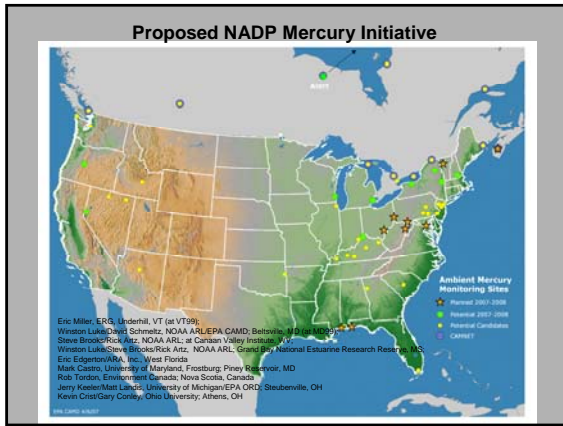 Proposed NADP Mercury Initiative
Ambient Mercury
Monitoring Sites
Planned 2007-2008
Potential 2007-2008
Potential Candidates
CAMNET
Eric Miller, ERG, Underhill, VT (at VT99);
Winston Luke/David Schmeltz, NOAA ARL/EPA CAMD; Beltsville, MD (at MD99);
Steve Brooks/Rick Artz, NOAA ARL; at Canaan Valley Institute, WV;
Winston Luke/Steve Brooks/Rick Artz, NOAA ARL; Grand Bay National Estuarine Research Reserve, MS;
Eric Edgerton/ARA, Inc., West Florida
Mark Castro, University of Maryland, Frostburg; Piney Reservoir, MD
Rob Tordon, Environment Canada; Nova Scotia, Canada
Jerry Keeler/Matt Landis, University of Michigan/EPA ORD; Steubenville, OH
Kevin Crist/Gary Conley, Ohio University; Athens, OH
EPA CAMD